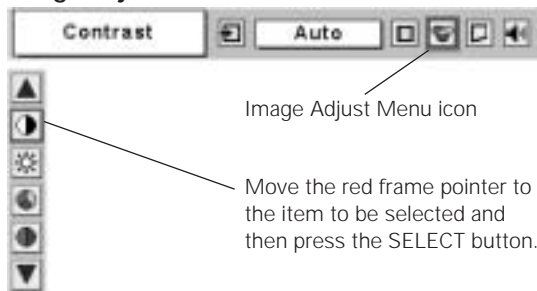 Contrast
Auto
Image Adjust Menu icon
Move the red frame pointer to
the item to be selected and
then press the SELECT button.